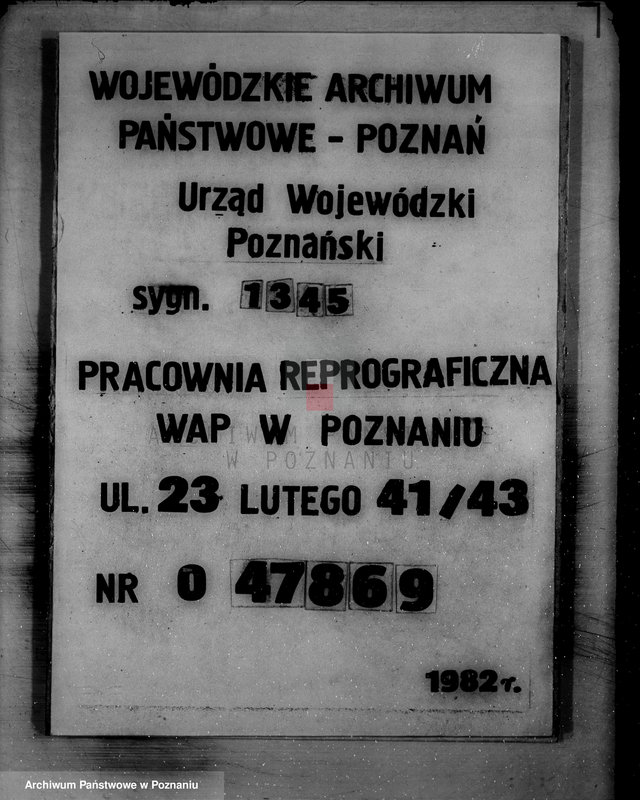 WOJEWÓDZKIE ARCHIWUM
PAŃSTWOWE - POZNAŃ
Urząd Wojewódzki
Poznański
sygn. 1345
PRACOWNIA REPROGRAFICZNA
WAP W POZNANIU
W POZNANIU
UL. 23 LUTEGO 41/43
NR 0 47869
1982 r.
Archiwum Państwowe w Poznaniu